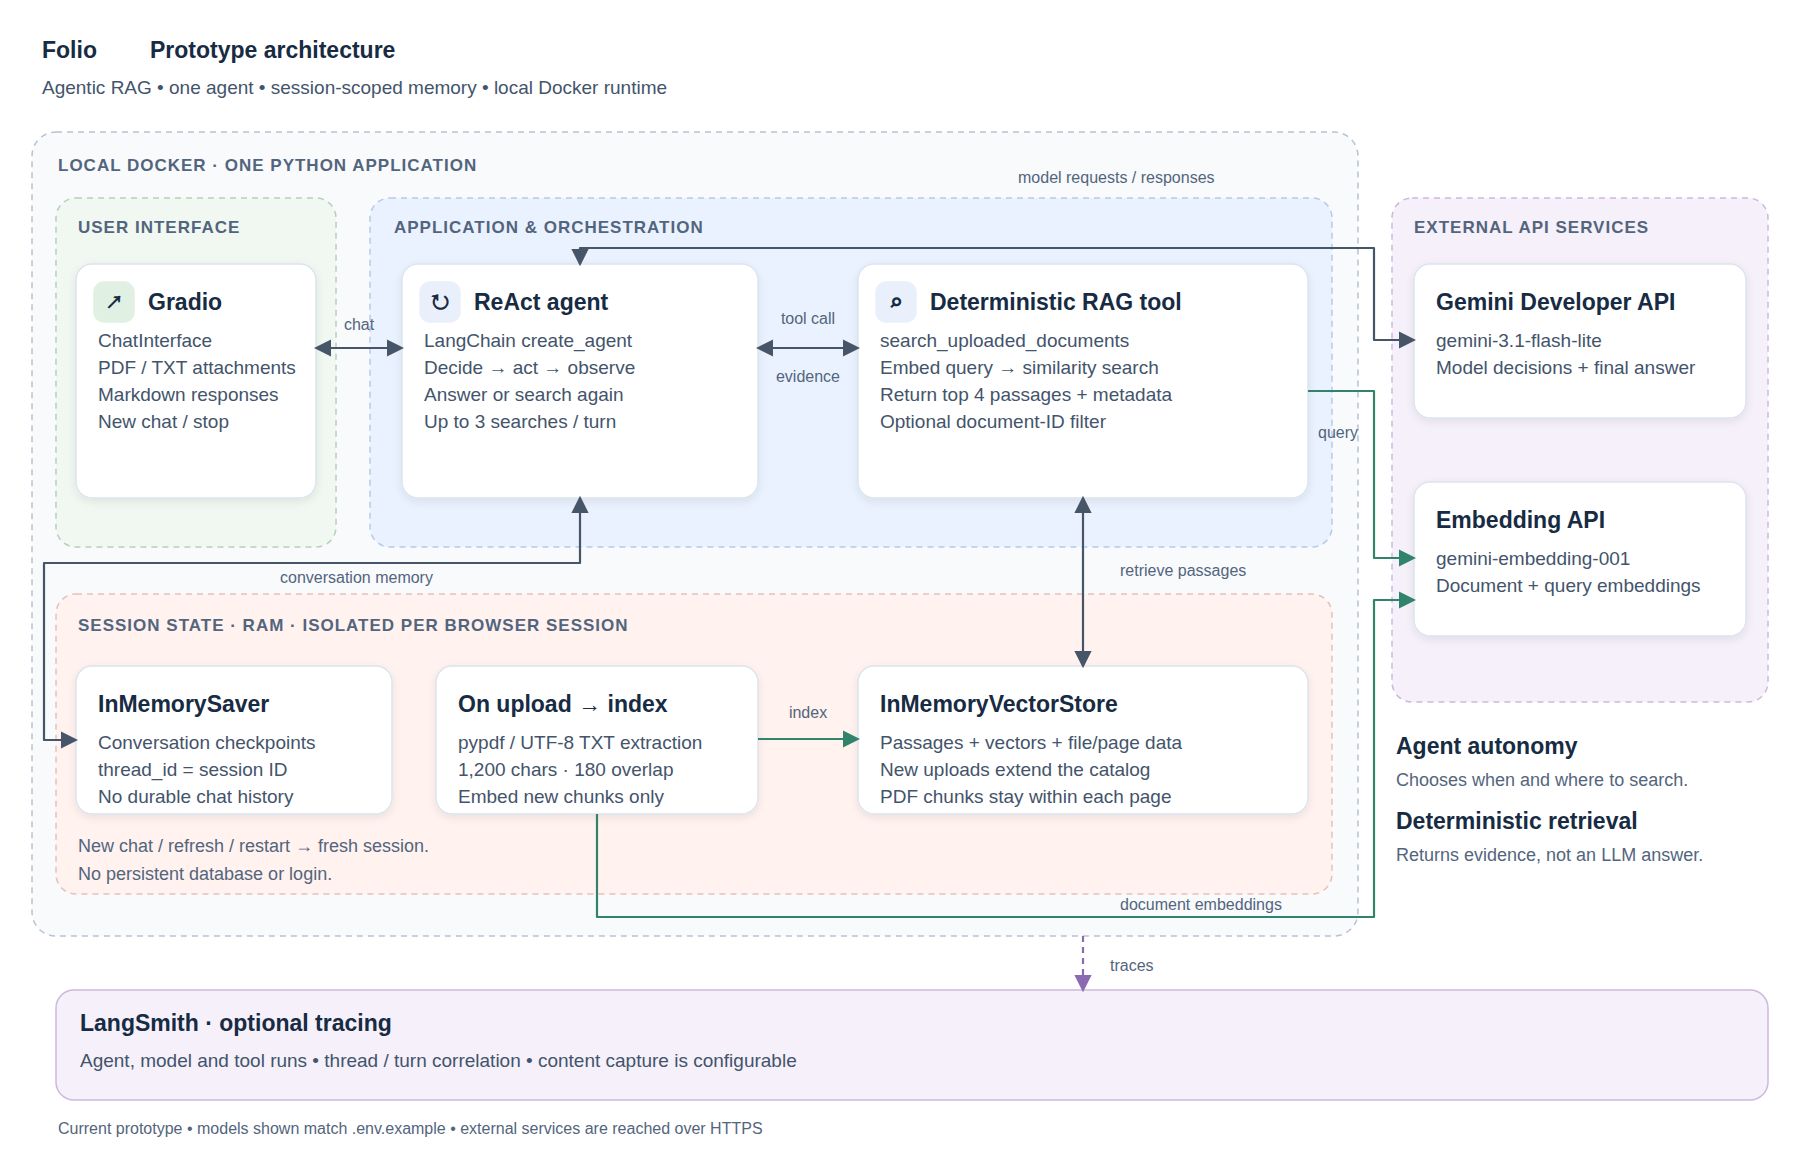 Folio Prototype architecture
Agentic RAG • one agent • session-scoped memory • local Docker runtime
LOCAL DOCKER · ONE PYTHON APPLICATION
model requests / responses
USER INTERFACE
Gradio
ChatInterface
PDF / TXT attachments
Markdown responses
New chat / stop
chat
APPLICATION & ORCHESTRATION
ReAct agent
LangChain create_agent
Decide → act → observe
Answer or search again
Up to 3 searches / turn
tool call
evidence
Deterministic RAG tool
search_uploaded_documents
Embed query → similarity search
Return top 4 passages + metadata
Optional document-ID filter
query
EXTERNAL API SERVICES
Gemini Developer API
gemini-3.1-flash-lite
Model decisions + final answer
Embedding API
gemini-embedding-001
Document + query embeddings
conversation memory
retrieve passages
SESSION STATE · RAM · ISOLATED PER BROWSER SESSION
InMemorySaver
Conversation checkpoints
thread_id = session ID
No durable chat history
On upload → index
pypdf / UTF-8 TXT extraction
1,200 chars · 180 overlap
Embed new chunks only
index
InMemoryVectorStore
Passages + vectors + file/page data
New uploads extend the catalog
PDF chunks stay within each page
New chat / refresh / restart → fresh session.
No persistent database or login.
document embeddings
Agent autonomy
Chooses when and where to search.
Deterministic retrieval
Returns evidence, not an LLM answer.
traces
LangSmith · optional tracing
Agent, model and tool runs • thread / turn correlation • content capture is configurable
Current prototype • models shown match .env.example • external services are reached over HTTPS